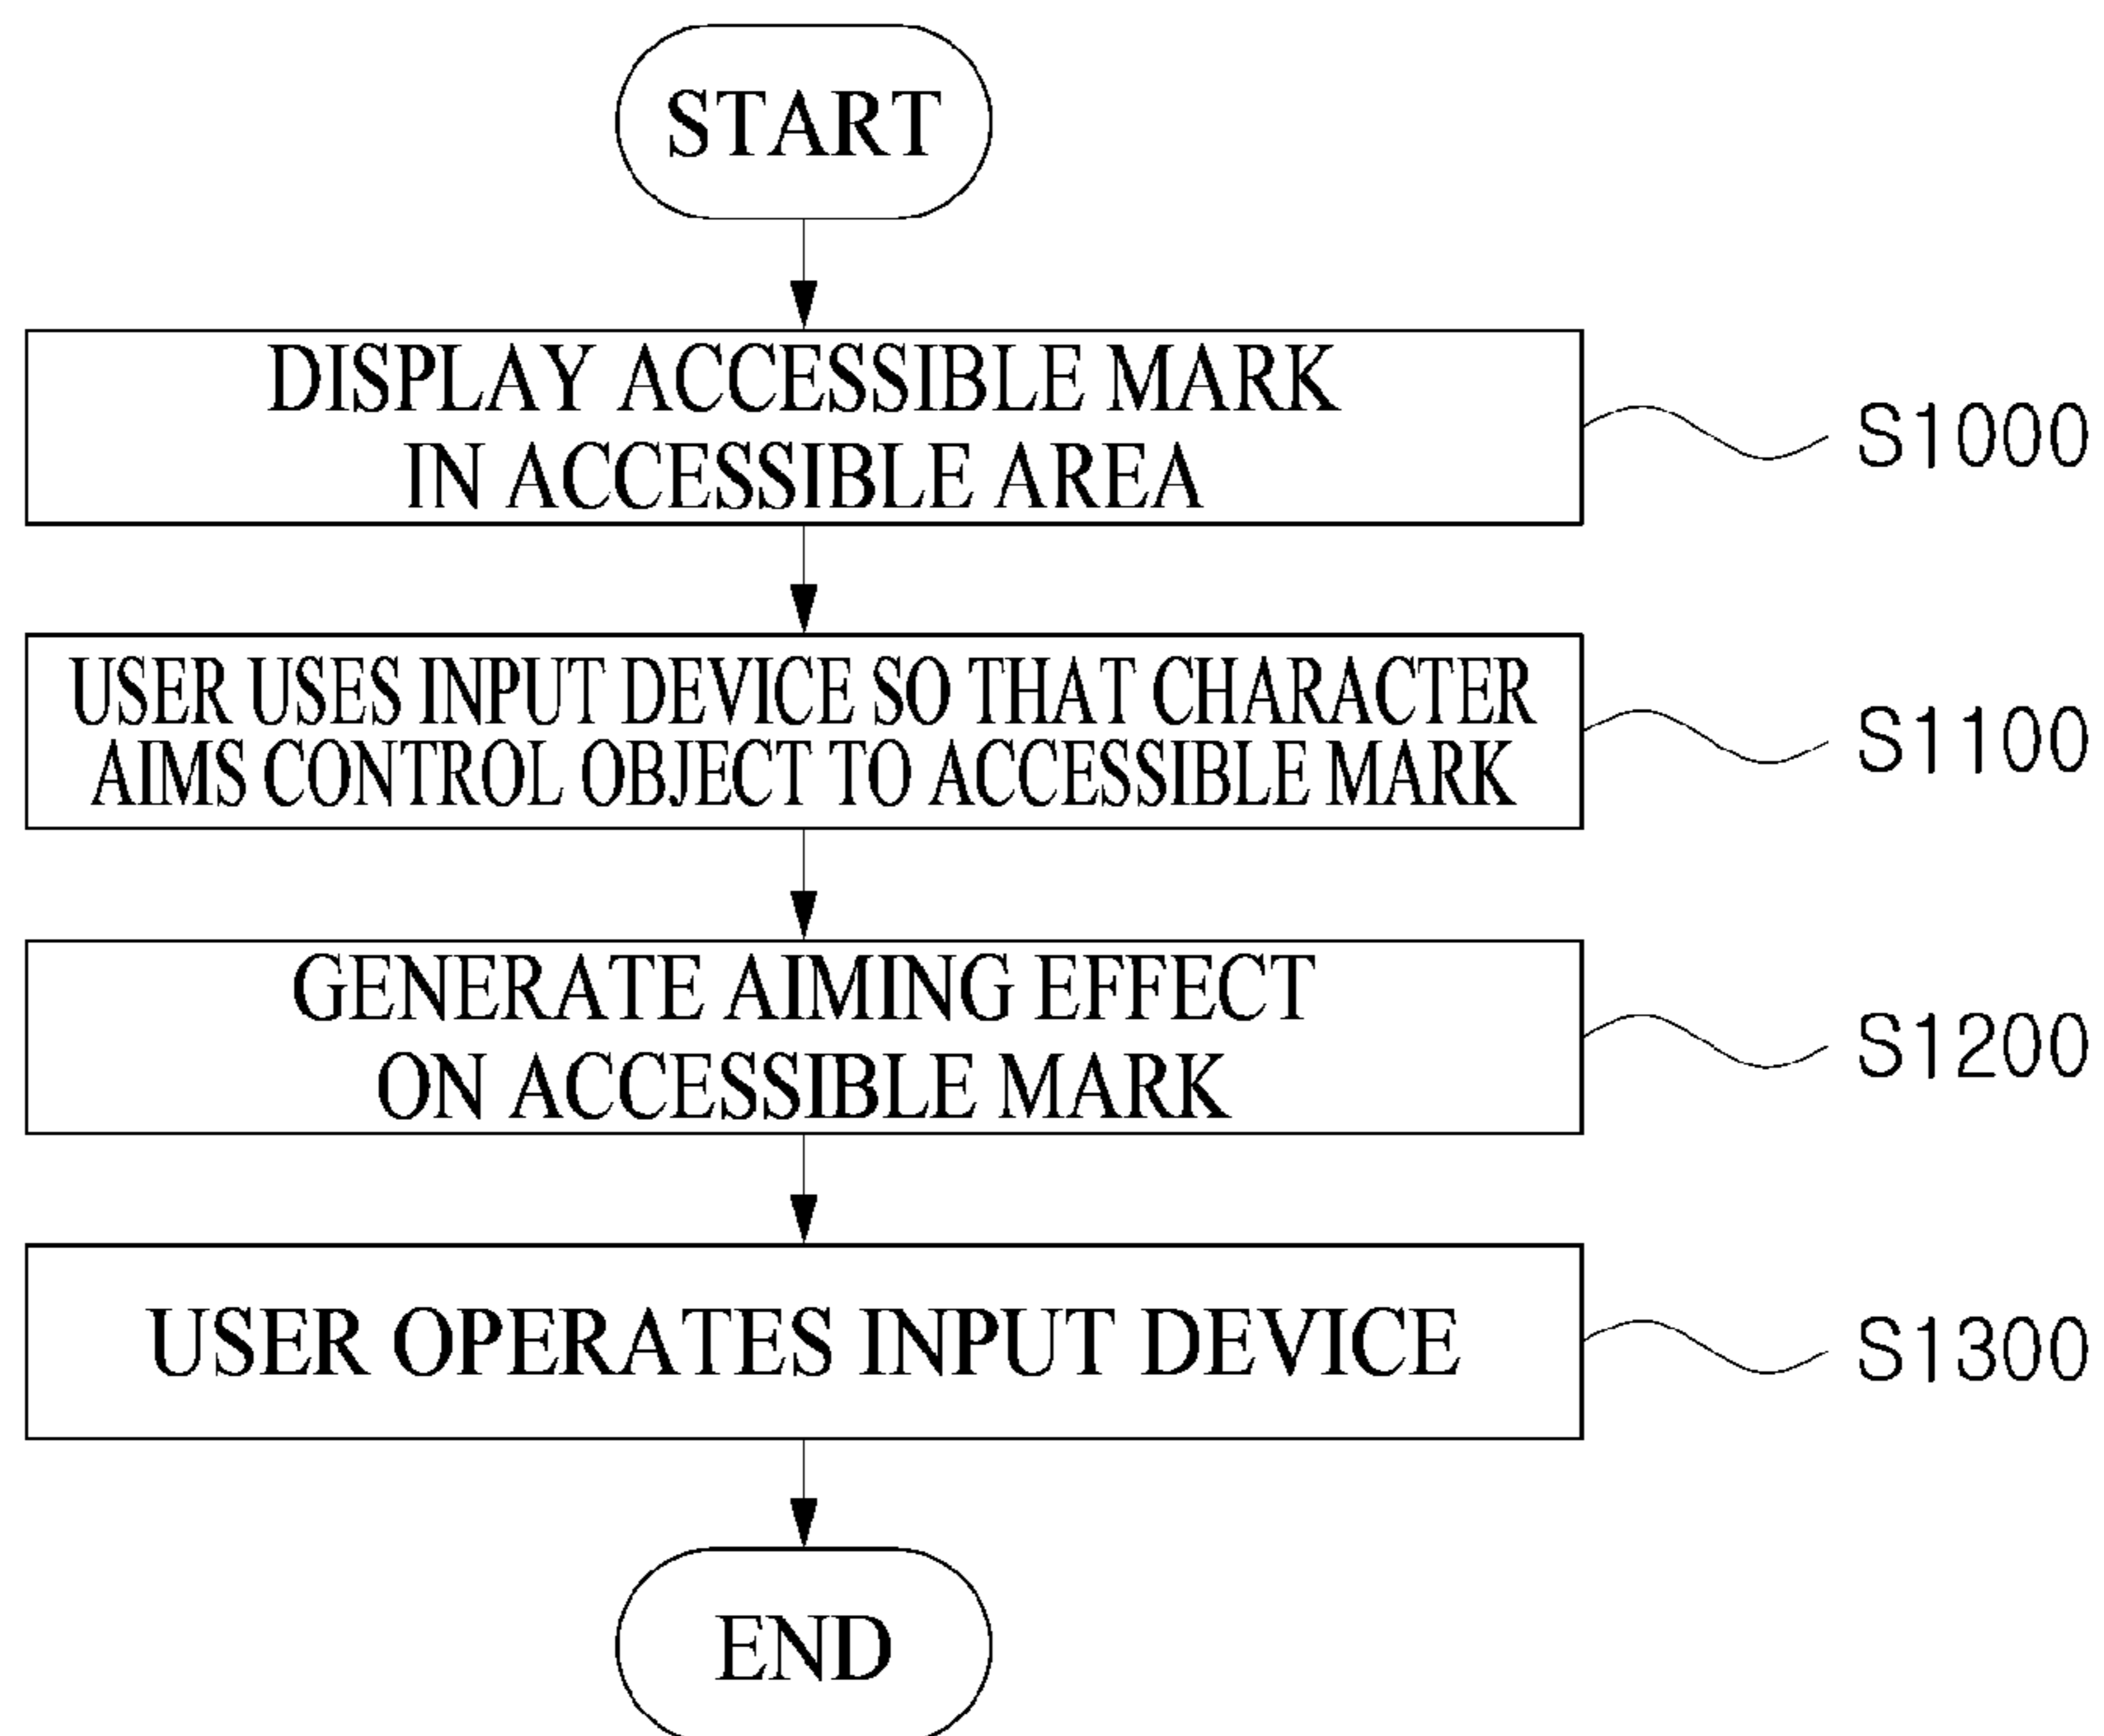 START
DISPLAY ACCESSIBLE MARK
IN ACCESSIBLE AREA
S1000
USER USES INPUT DEVICE SO THAT CHARACTER
AIMS CONTROL OBJECT TO ACCESSIBLE MARK
S1100
GENERATE AIMING EFFECT
ON ACCESSIBLE MARK
S1200
USER OPERATES INPUT DEVICE
S1300
END